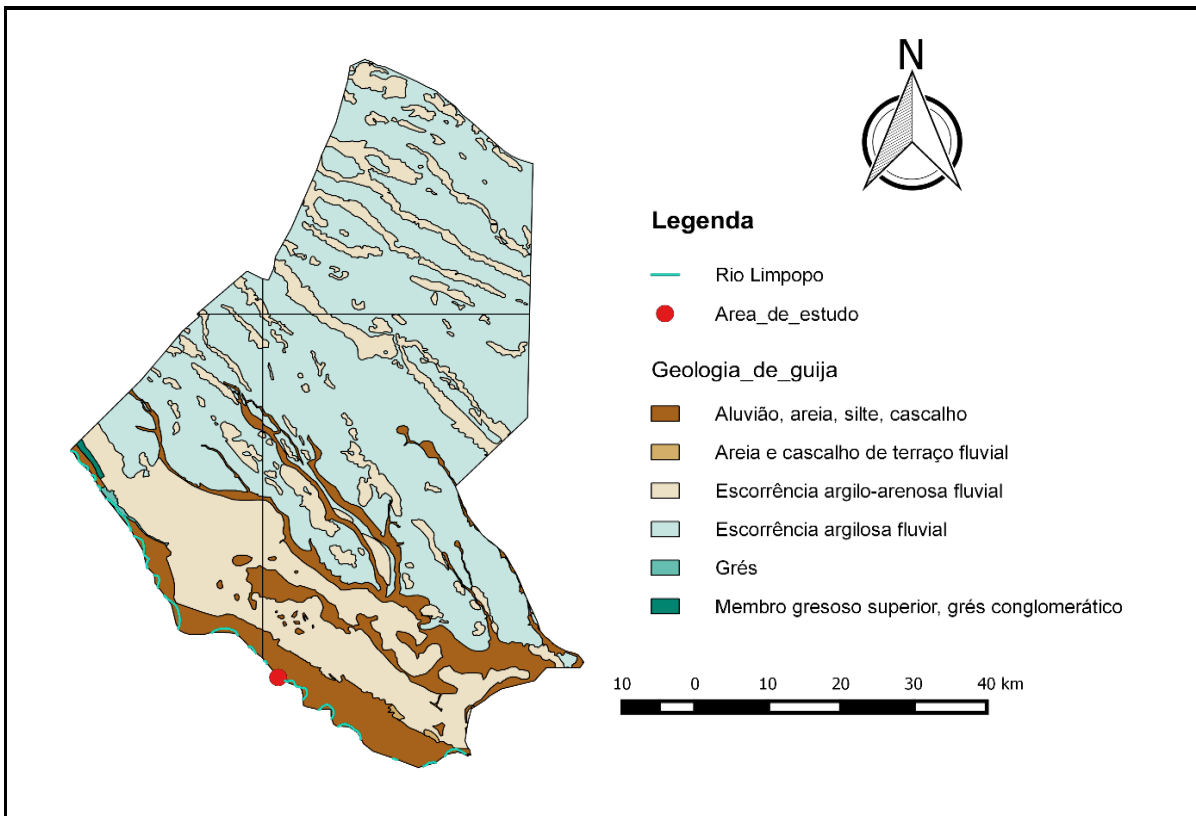 N
Legenda
Rio Limpopo
Area_de_estudo
Geologia_de_guija
Aluvião, areia, silte, cascalho
Areia e cascalho de terraço fluvial
Escorrência argilo-arenosa fluvial
Escorrência argilosa fluvial
Grés
Membro gresoso superior, grés conglomerático
10 0 10 20 30 40 km